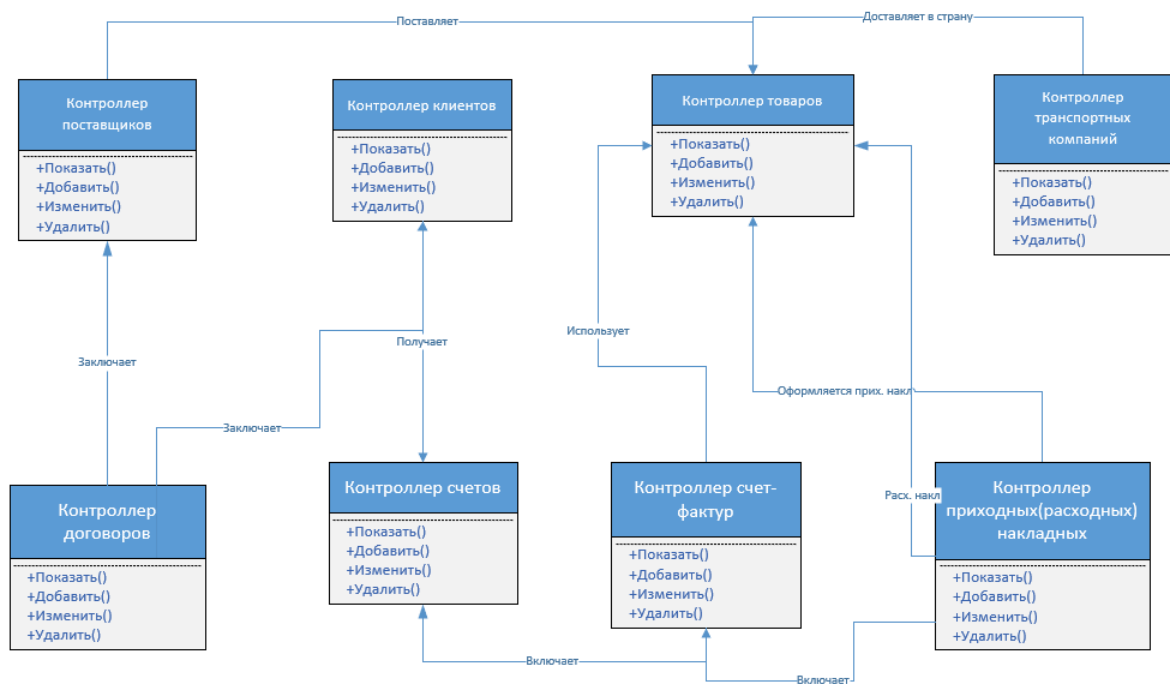 Поставляет
Доставляет в страну
Контроллер
поставщиков
+Показать()
+Добавить()
+Изменить()
+Удалить()
Контроллер клиентов
+Показать()
+Добавить()
+Изменить()
+Удалить()
Контроллер товаров
+Показать()
+Добавить()
+Изменить()
+Удалить()
Контроллер
транспортных
компаний
+Показать()
+Добавить()
+Изменить()
+Удалить()
Заключает
Получает
Использует
Заключает
Оформляется прих. накл
Расх. накл
Контроллер
договоров
+Показать()
+Добавить()
+Изменить()
+Удалить()
Контроллер счетов
+Показать()
+Добавить()
+Изменить()
+Удалить()
Контроллер счет-
фактур
+Показать()
+Добавить()
+Изменить()
+Удалить()
Контроллер
приходных(расходных)
накладных
+Показать()
+Добавить()
+Изменить()
+Удалить()
Включает
Включает